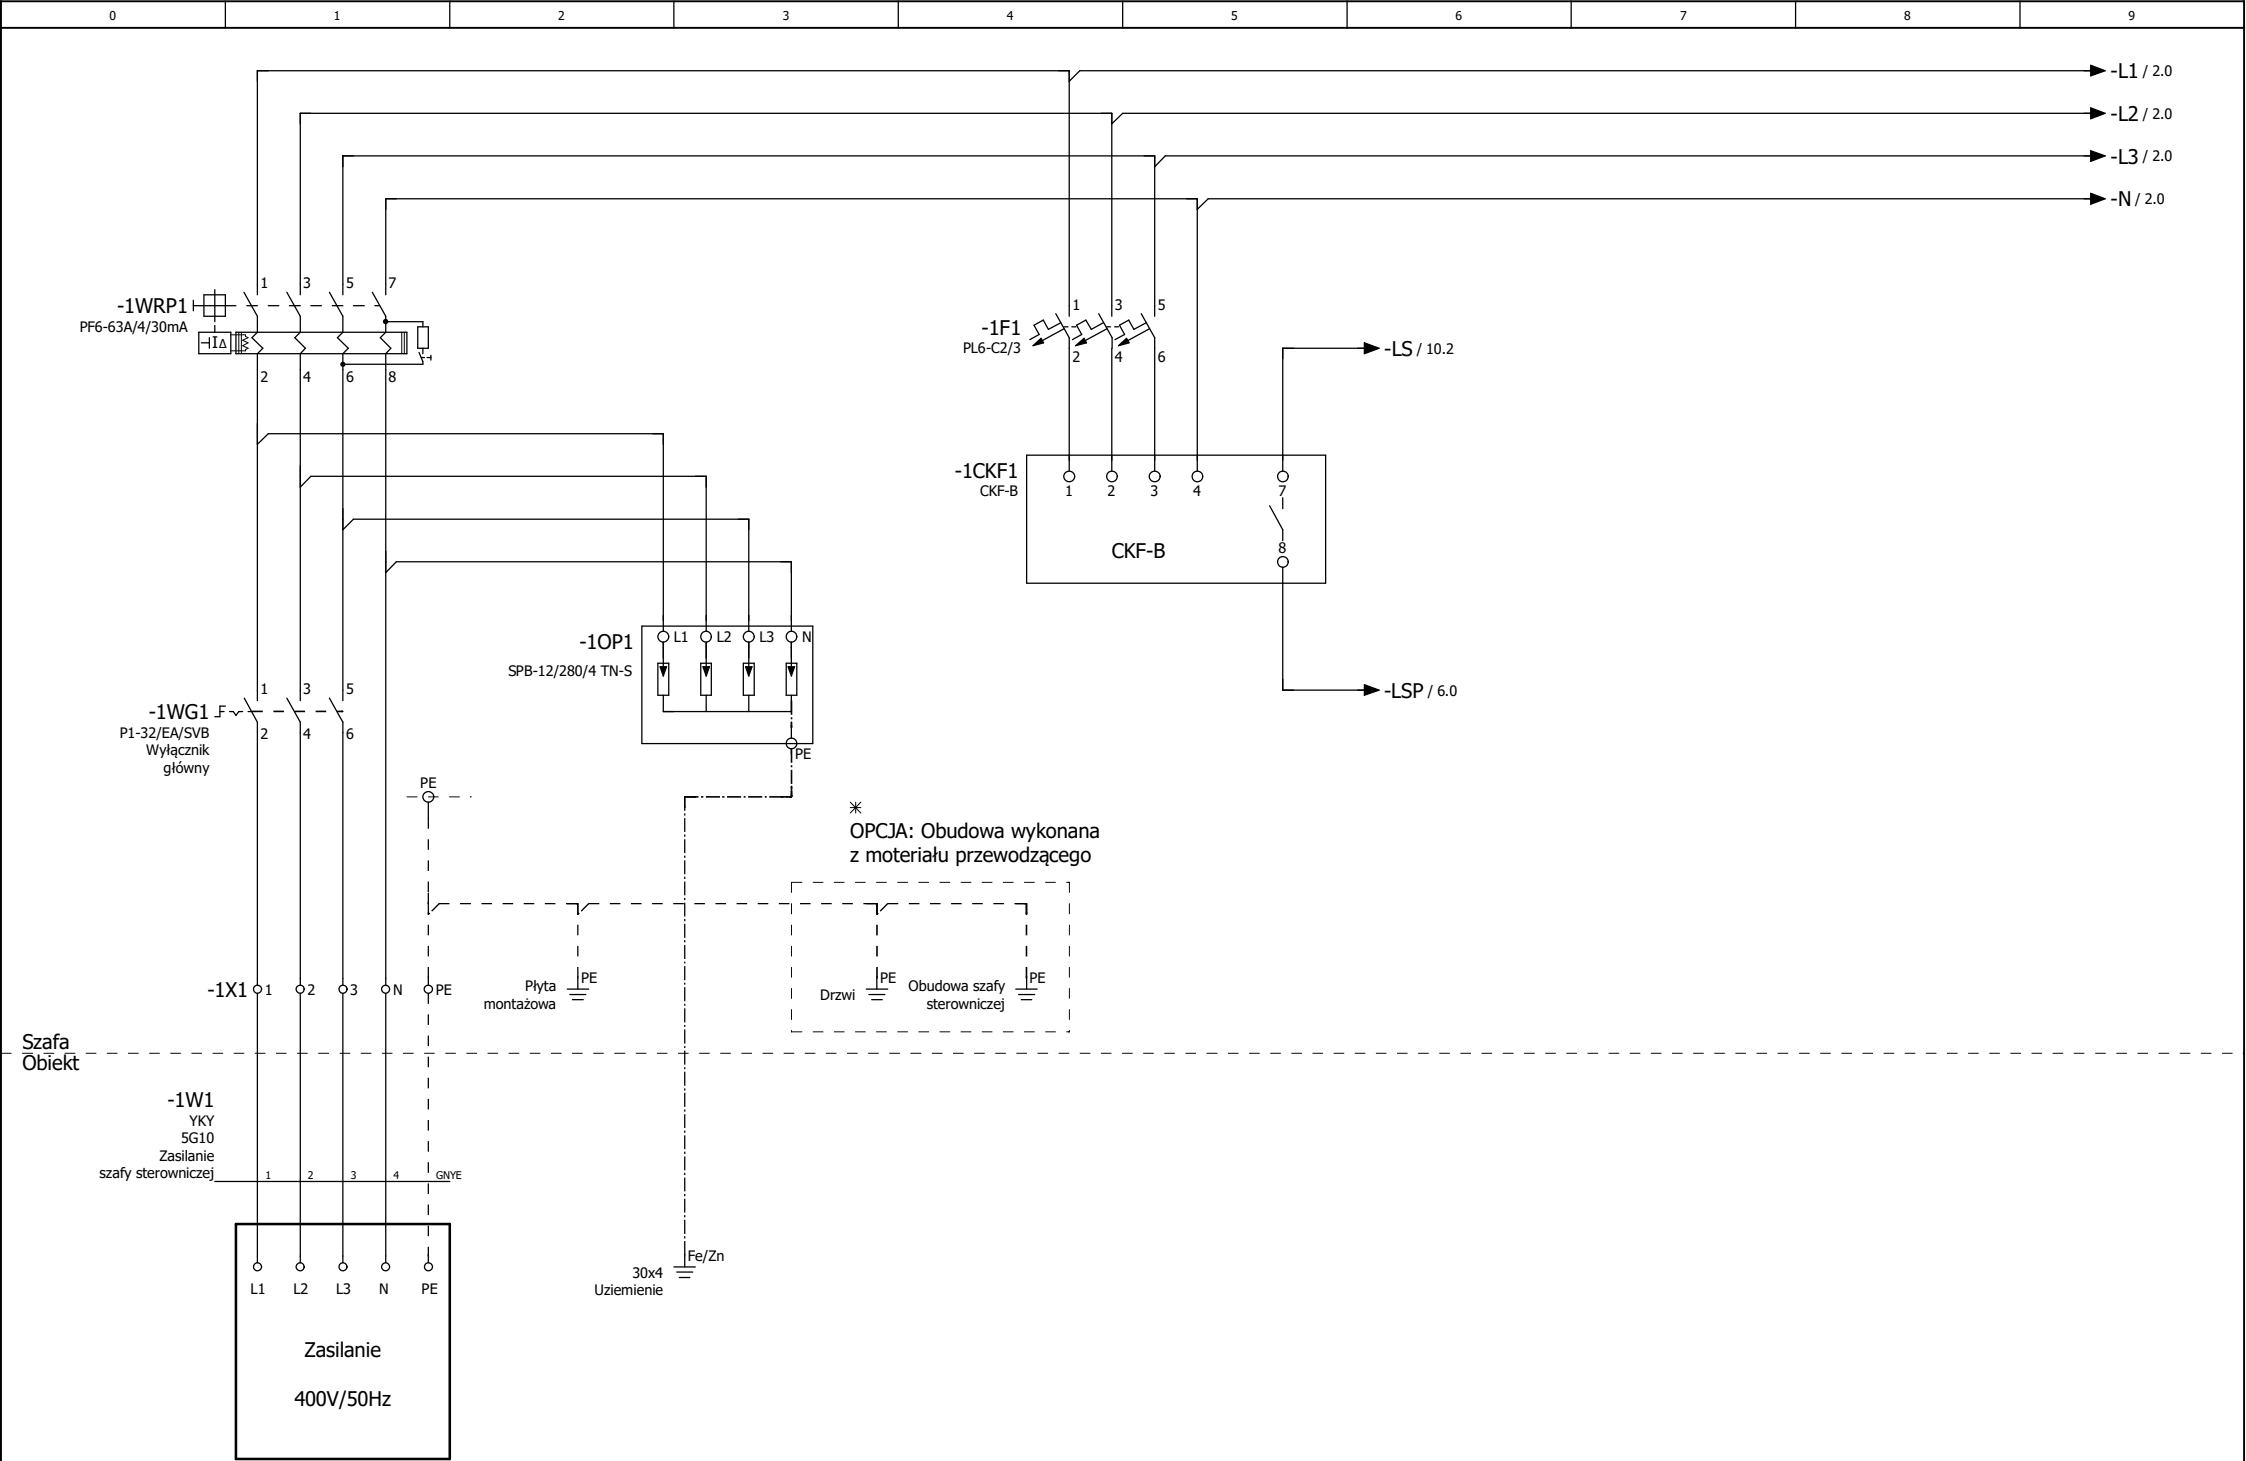 0 1 2 3 4 5 6 7 8 9
-L1 / 2.0
-L2 / 2.0
-L3 / 2.0
-N / 2.0
1 3 5 7
-1WRP1
PF6-63A/4/30mA
I Δ
2 4 6 8
1 3 5
-1F1
PL6-C2/3
2 4 6
-LS / 10.2
-1CKF1
CKF-B
1 2 3 4 7
CKF-B
8
-LSP / 6.0
-1OP1
SPB-12/280/4 TN-S
L1 L2 L3 N
PE
1 3 5
-1WG1
P1-32/EA/SVB
Wyłącznik
główny
2 4 6
PE
OPCJA: Obudowa wykonana
z moteriału przewodzącego
-1X1 1 2 3 N PE
Płyta
montażowa
PE
Drzwi
PE
Obudowa szafy
sterowniczej
PE
Szafa
Obiekt
-1W1
YKY
5G10
Zasilanie
szafy sterowniczej
1 2 3 4 GNYE
L1 L2 L3 N PE
Zasilanie
400V/50Hz
Fe/Zn
30x4
Uziemienie